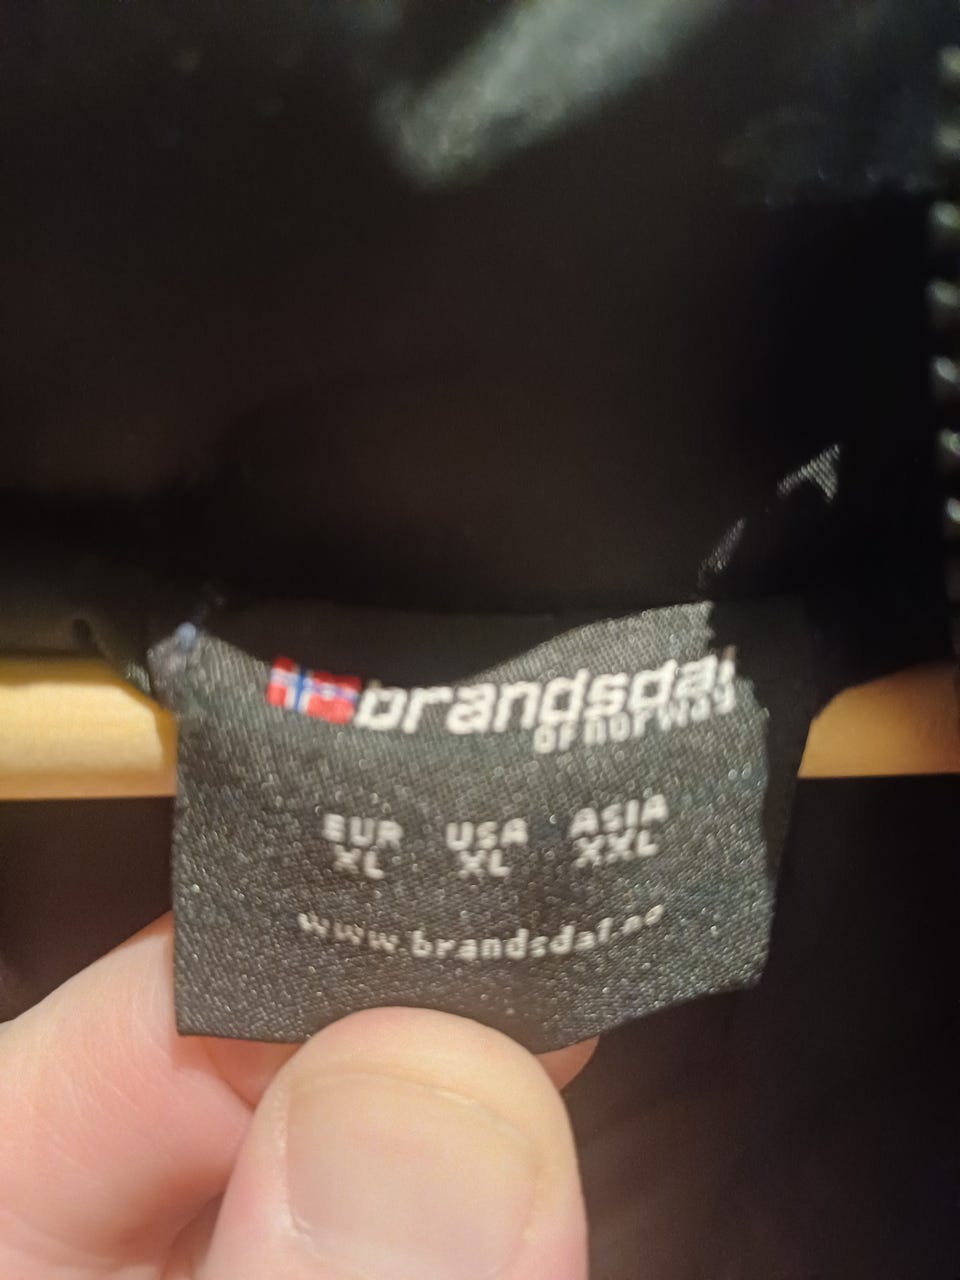 brandsdal
of norway
EUR USA ASIA
XL XL XXL
www.brandsdal.no